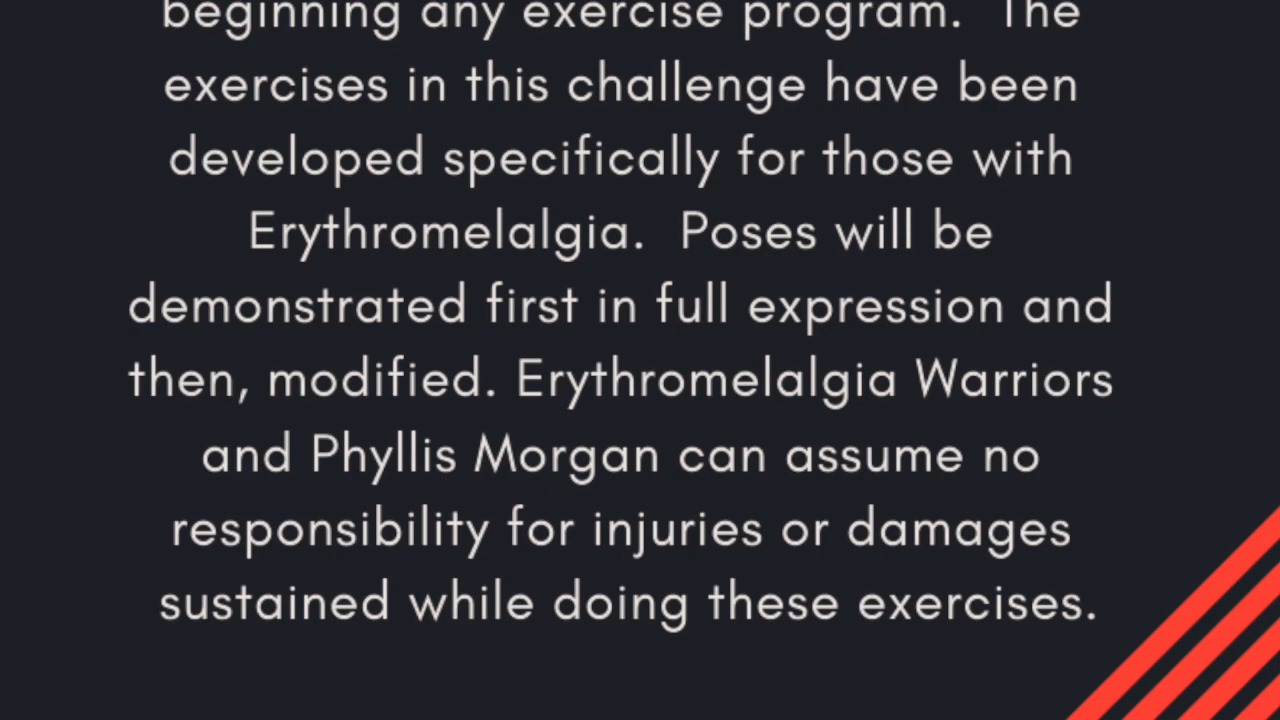 beginning any exercise program.  The
exercises in this challenge have been
developed specifically for those with
Erythromelalgia.  Poses will be
demonstrated first in full expression and
then, modified. Erythromelalgia Warriors
and Phyllis Morgan can assume no
responsibility for injuries or damages
sustained while doing these exercises.